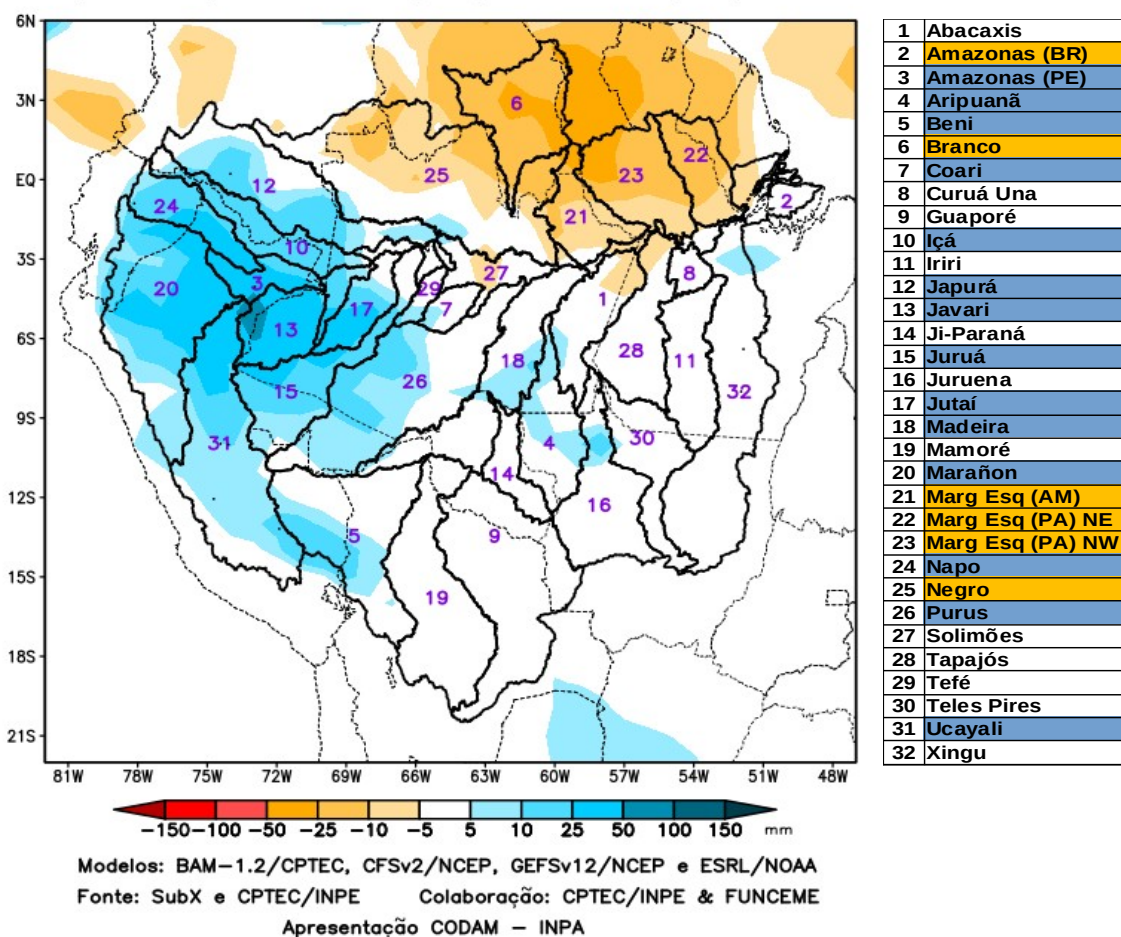 6N
3N
EQ
3S
6S
9S
12S
15S
18S
21S
81W 78W 75W 72W 69W 66W 63W 60W 57W 54W 51W 48W
6
25
22
23
12
24
21
2
10
27
8
3
20
29
1
7
17
13
28
18
11
26
15
32
31
4
30
14
16
5
9
19
−150 −100 −50 −25 −10 −5 5 10 25 50 100 150 mm
Modelos: BAM−1.2/CPTEC, CFSv2/NCEP, GEFSv12/NCEP e ESRL/NOAA
Fonte: SubX e CPTEC/INPE Colaboração: CPTEC/INPE & FUNCEME
Apresentação CODAM − INPA
1 Abacaxis
2 Amazonas (BR)
3 Amazonas (PE)
4 Aripuanã
5 Beni
6 Branco
7 Coari
8 Curuá Una
9 Guaporé
10 Içá
11 Iriri
12 Japurá
13 Javari
14 Ji-Paraná
15 Juruá
16 Juruena
17 Jutaí
18 Madeira
19 Mamoré
20 Marañon
21 Marg Esq (AM)
22 Marg Esq (PA) NE
23 Marg Esq (PA) NW
24 Napo
25 Negro
26 Purus
27 Solimões
28 Tapajós
29 Tefé
30 Teles Pires
31 Ucayali
32 Xingu